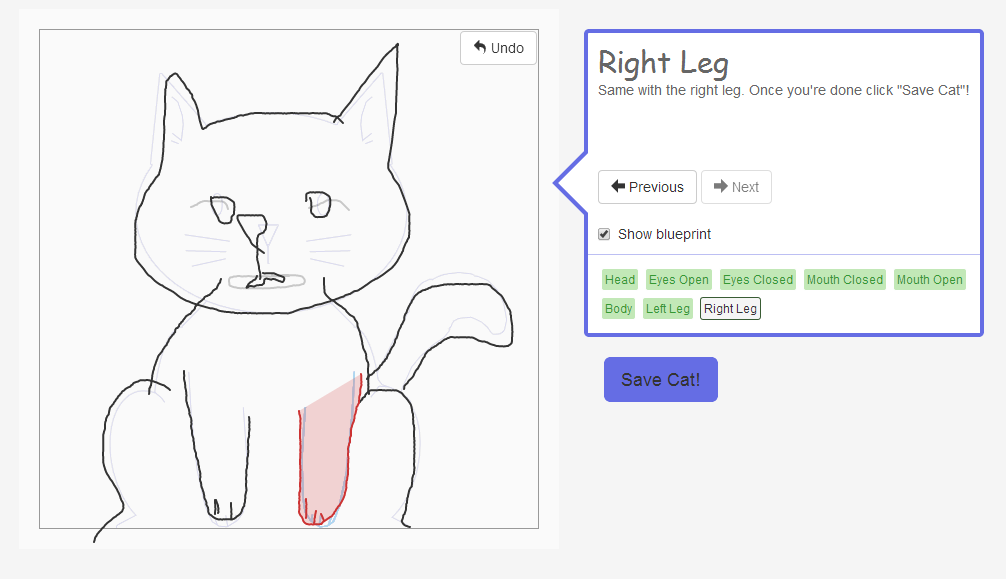 Undo
Right Leg
Same with the right leg. Once you're done click "Save Cat"!
Previous Next
Show blueprint
Head Eyes Open Eyes Closed Mouth Closed Mouth Open
Body Left Leg Right Leg
Save Cat!